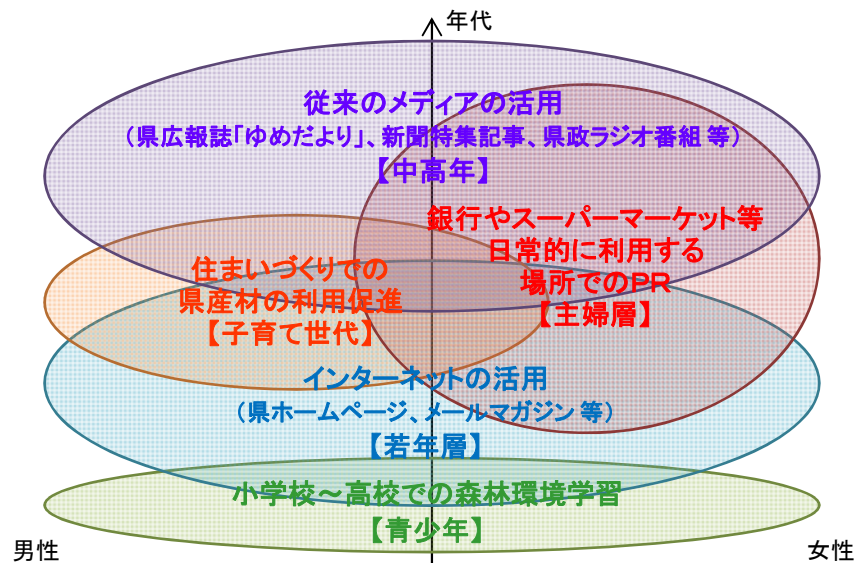 年代
従来のメディアの活用
（県広報誌「ゆめだより」、新聞特集記事、県政ラジオ番組 等）
【中高年】
銀行やスーパーマーケット等
日常的に利用する
場所でのPR
【主婦層】
住まいづくりでの
県産材の利用促進
【子育て世代】
インターネットの活用
（県ホームページ、メールマガジン 等）
【若年層】
小学校～高校での森林環境学習
【青少年】
男性
女性